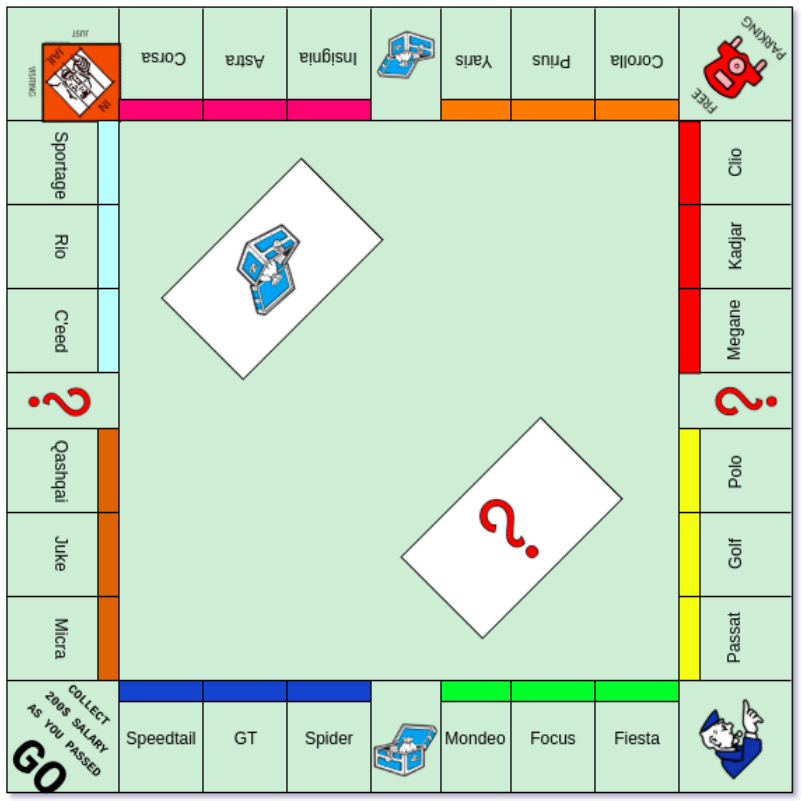 JUST
VISITING
IN
JAIL
Corsa
Astra
Insignia
Yaris
Prius
Corolla
FREE
PARKING
Sportage
Rio
C'eed
?
Qashqai
Juke
Micra
Clio
Kadjar
Megane
?
Polo
Golf
Passat
?
COLLECT
200$ SALARY
AS YOU PASSED
GO
Speedtail
GT
Spider
Mondeo
Focus
Fiesta